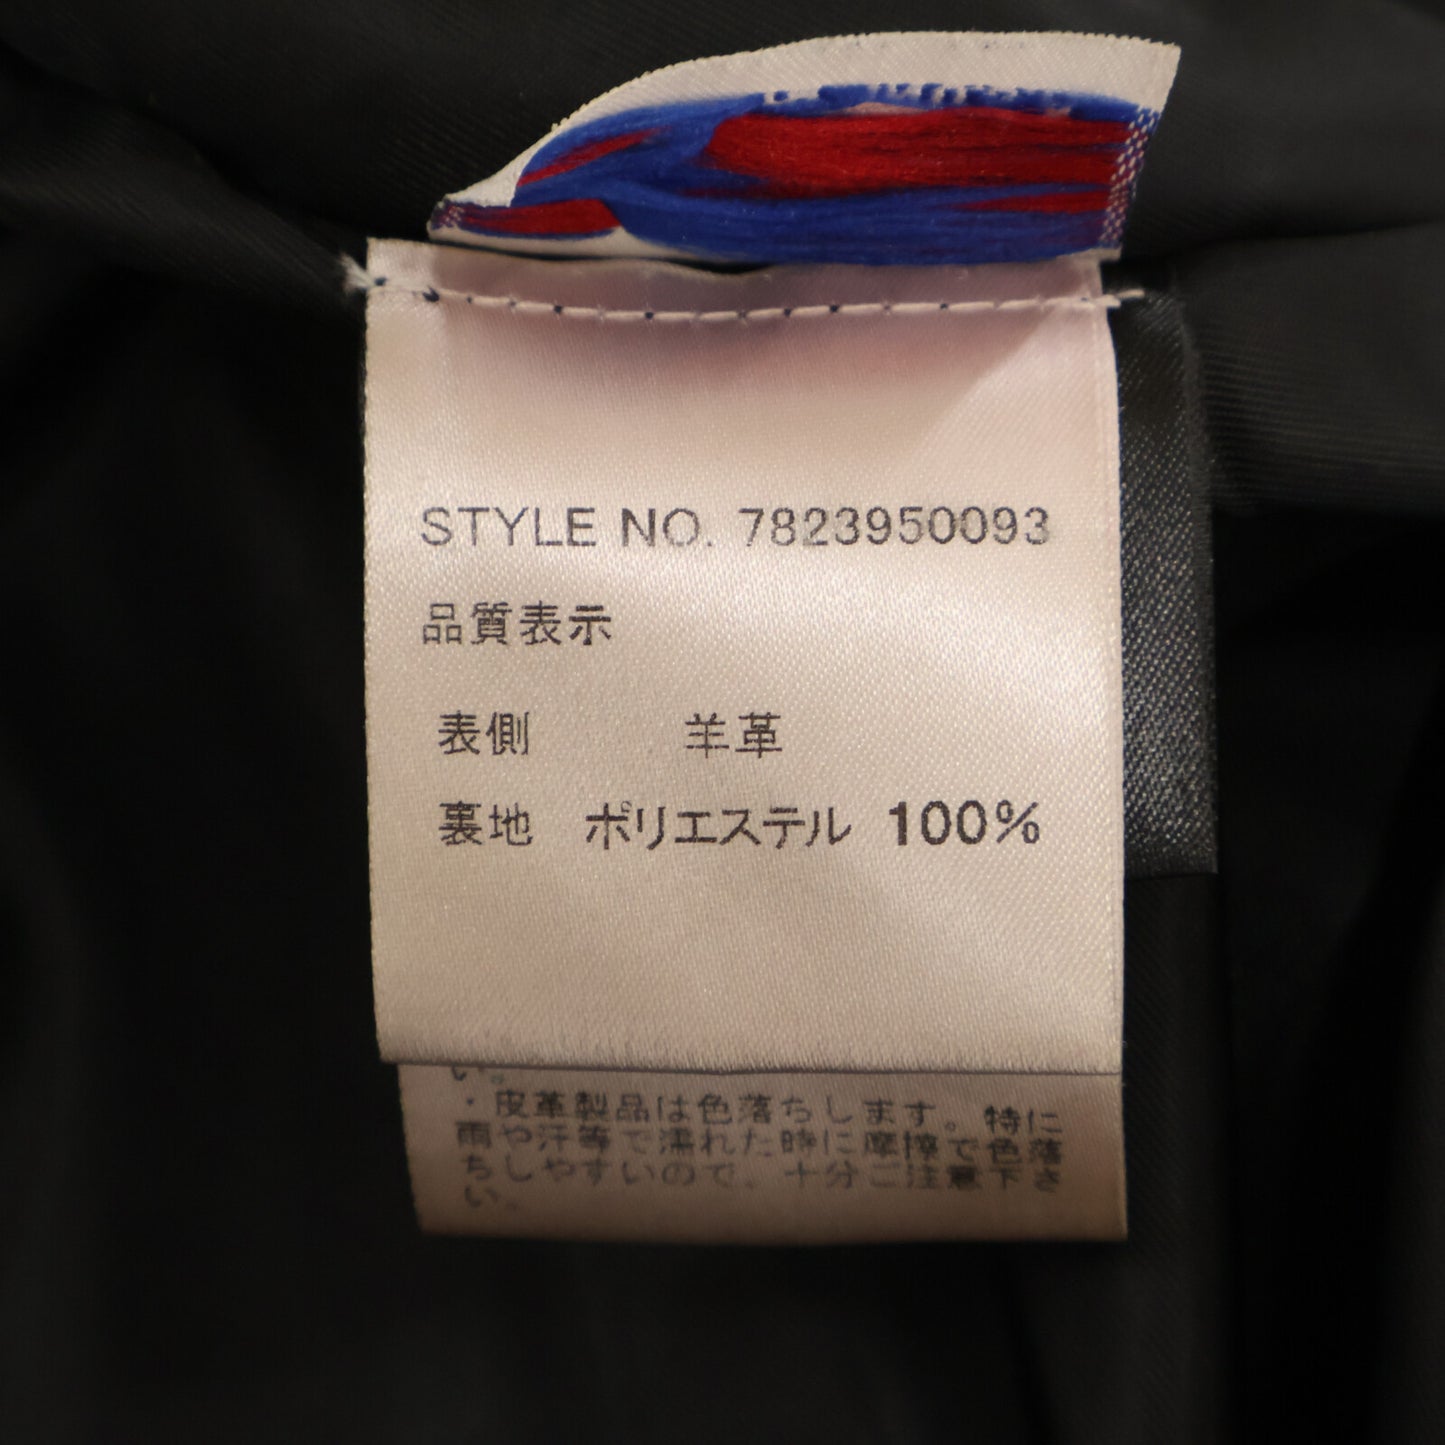 STYLE NO. 7823950093
品質表示
表側 羊革
裏地 ポリエステル 100%
い。
・皮革製品は色落ちします。特に
雨や汗等で濡れた時に摩擦で色落
ちしやすいので、十分ご注意下さ
い。